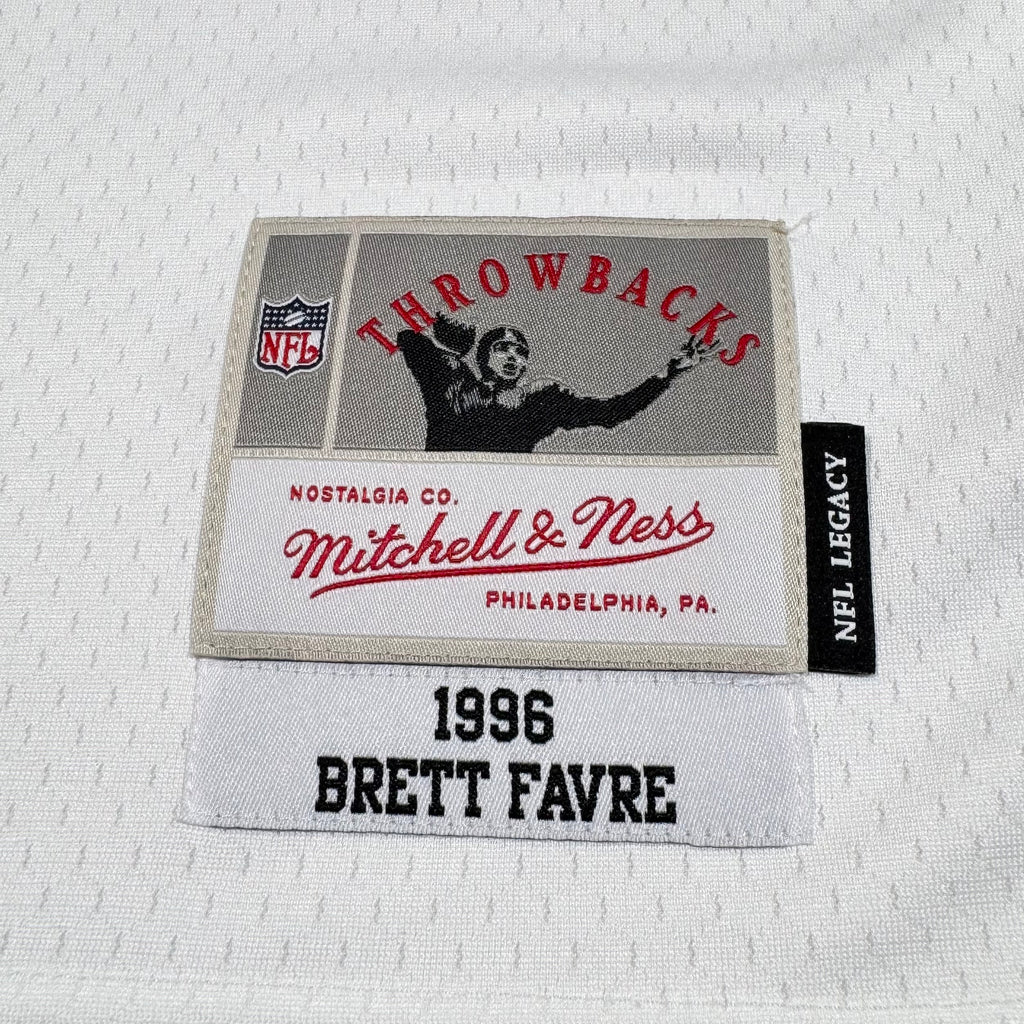 THROWBACKS
NFL
NOSTALGIA CO.
Mitchell & Ness
PHILADELPHIA, PA.
NFL LEGACY
1996
BRETT FAVRE